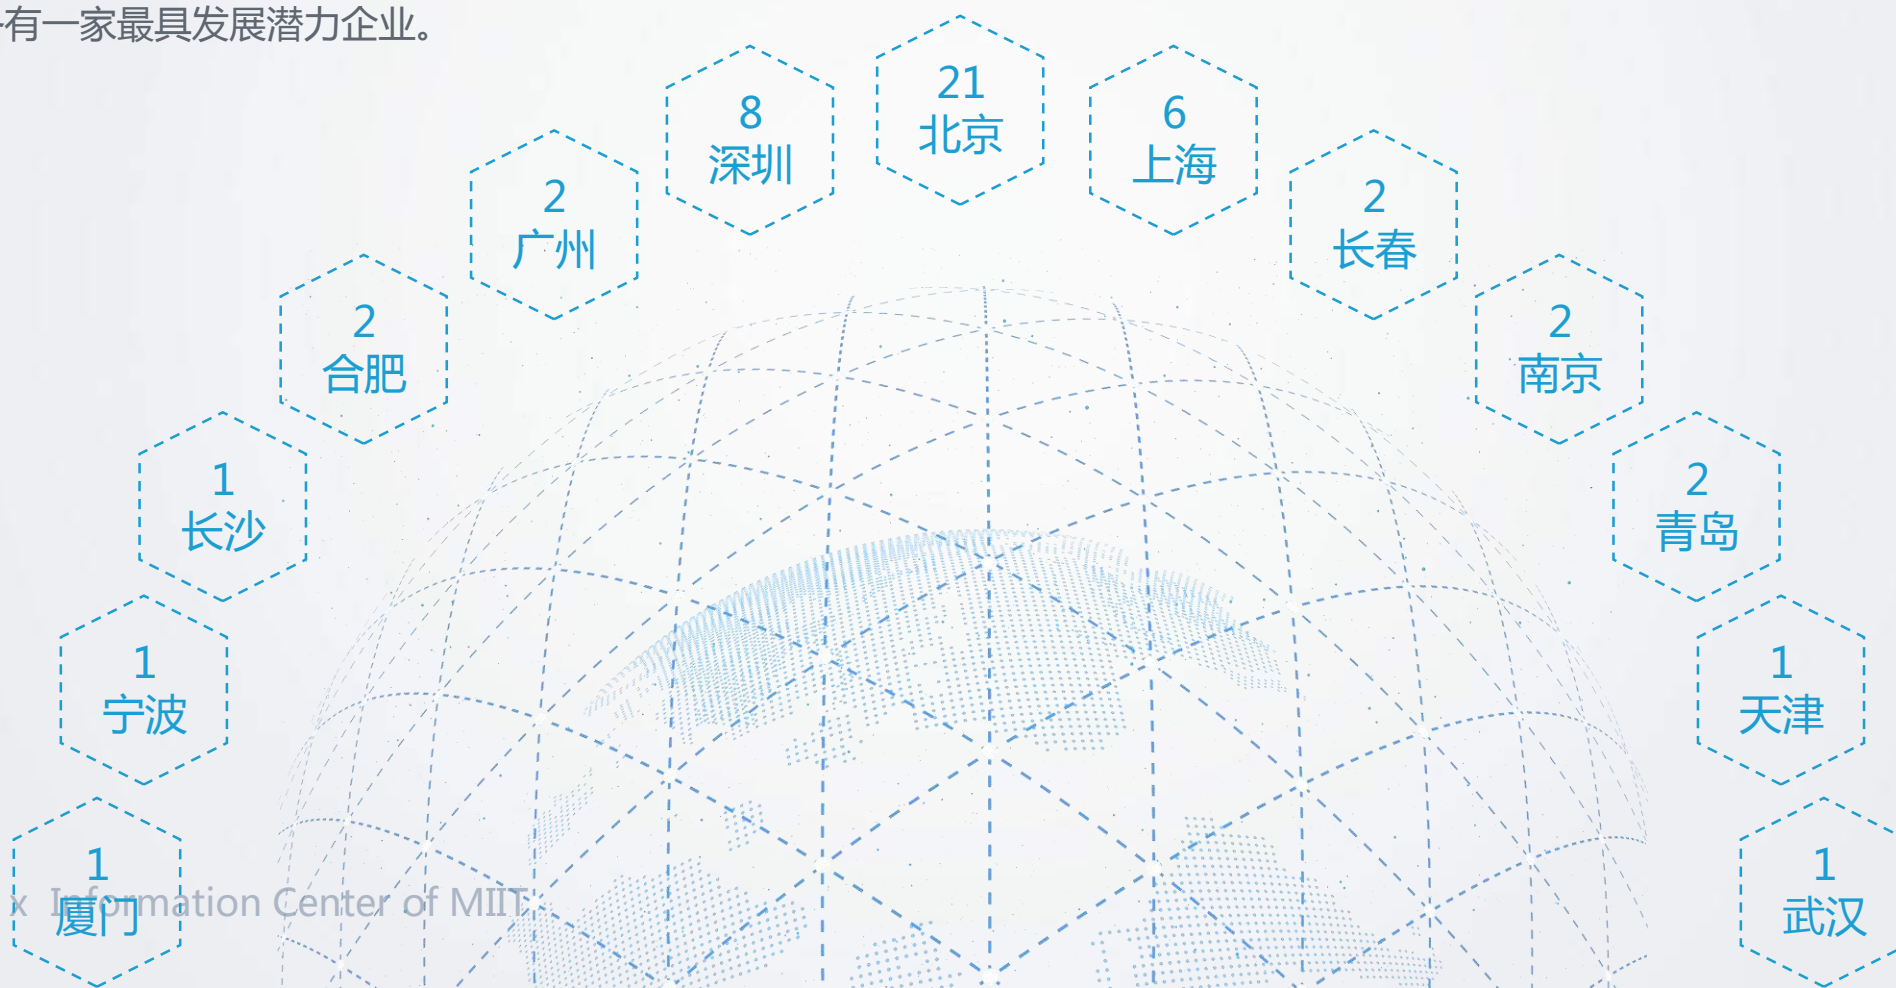 有一家最具发展潜力企业。
21
北京
8
深圳
6
上海
2
广州
2
长春
2
合肥
2
南京
1
长沙
2
青岛
1
宁波
1
天津
1
厦门
1
武汉
x Information Center of MIIT